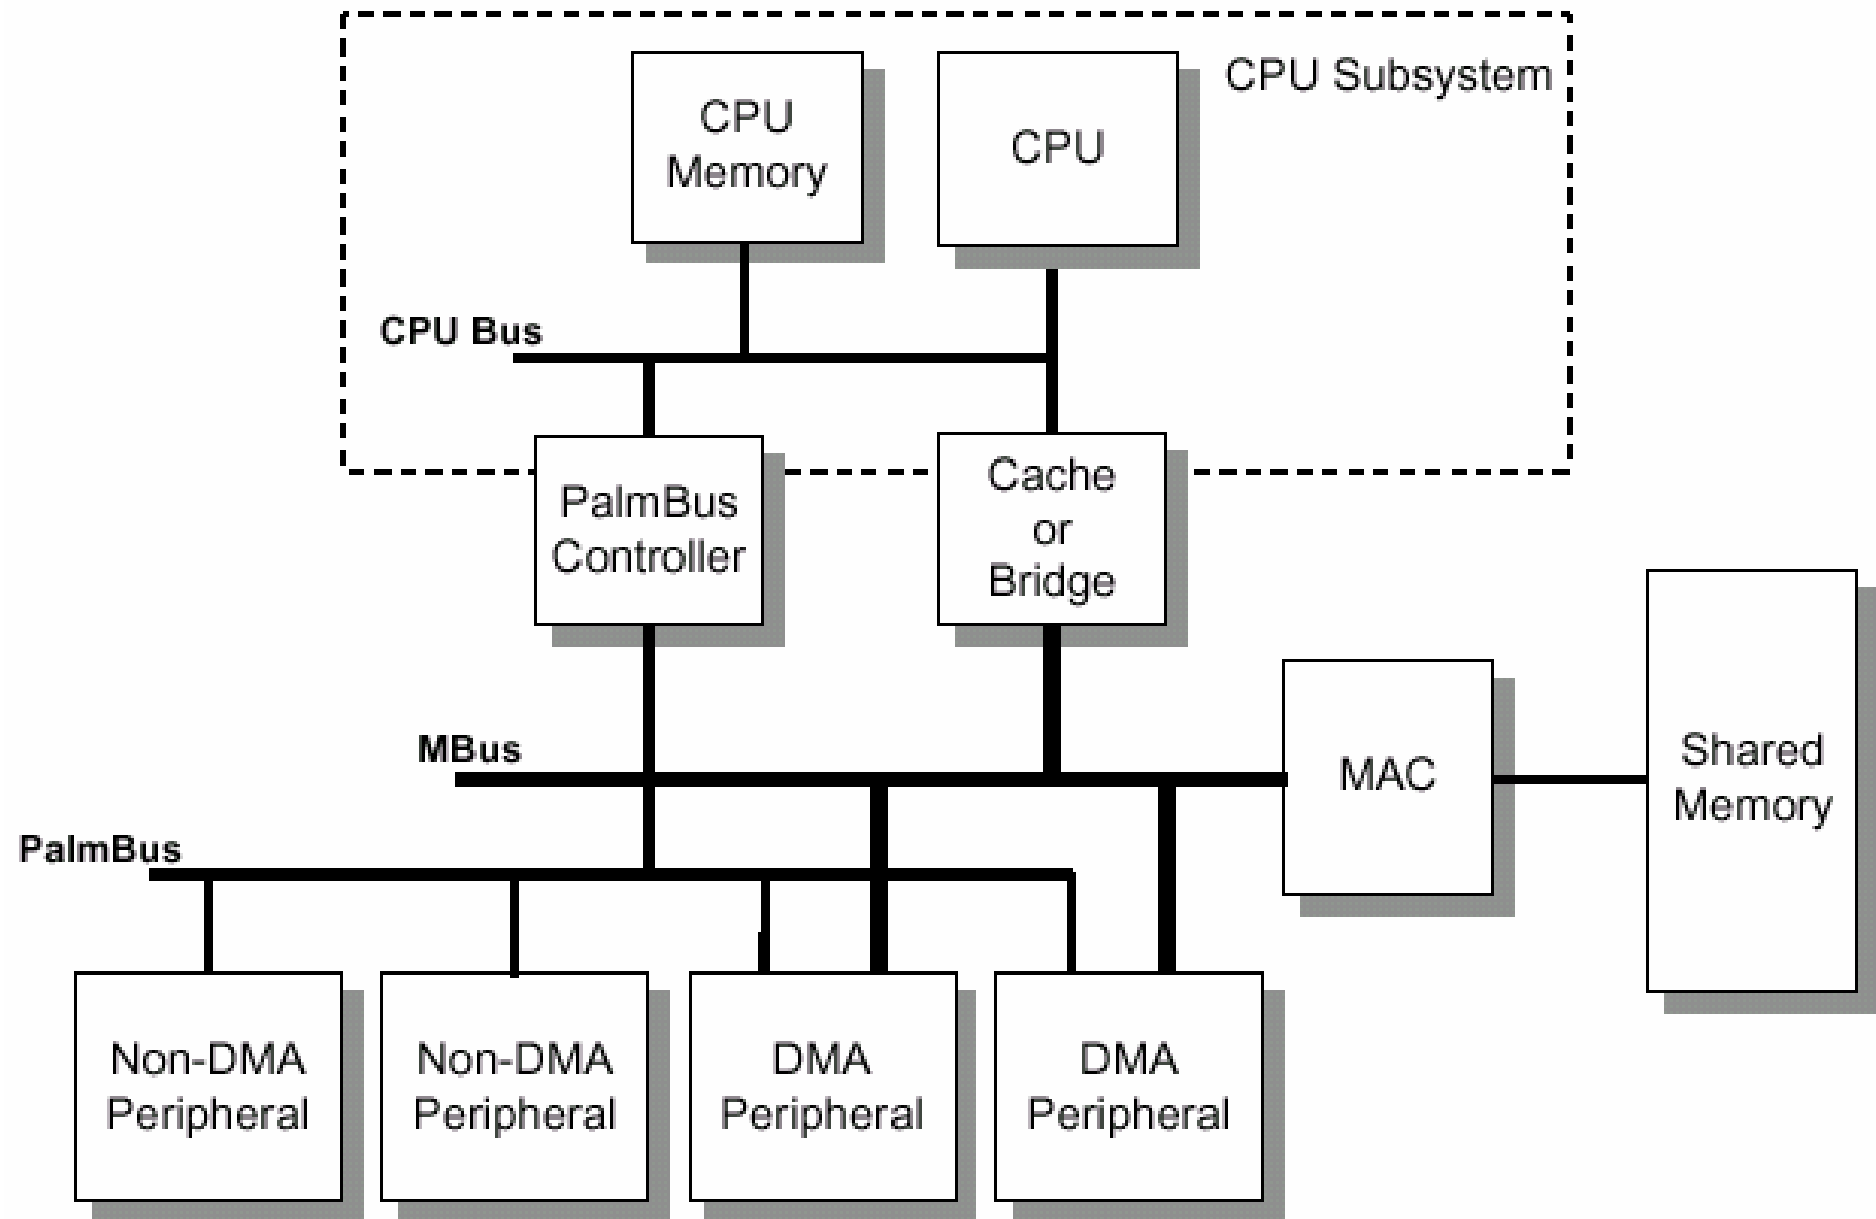 CPU Subsystem
CPU
Memory
CPU
CPU Bus
PalmBus
Controller
Cache
or
Bridge
MBus
MAC
Shared
Memory
PalmBus
Non-DMA
Peripheral
Non-DMA
Peripheral
DMA
Peripheral
DMA
Peripheral